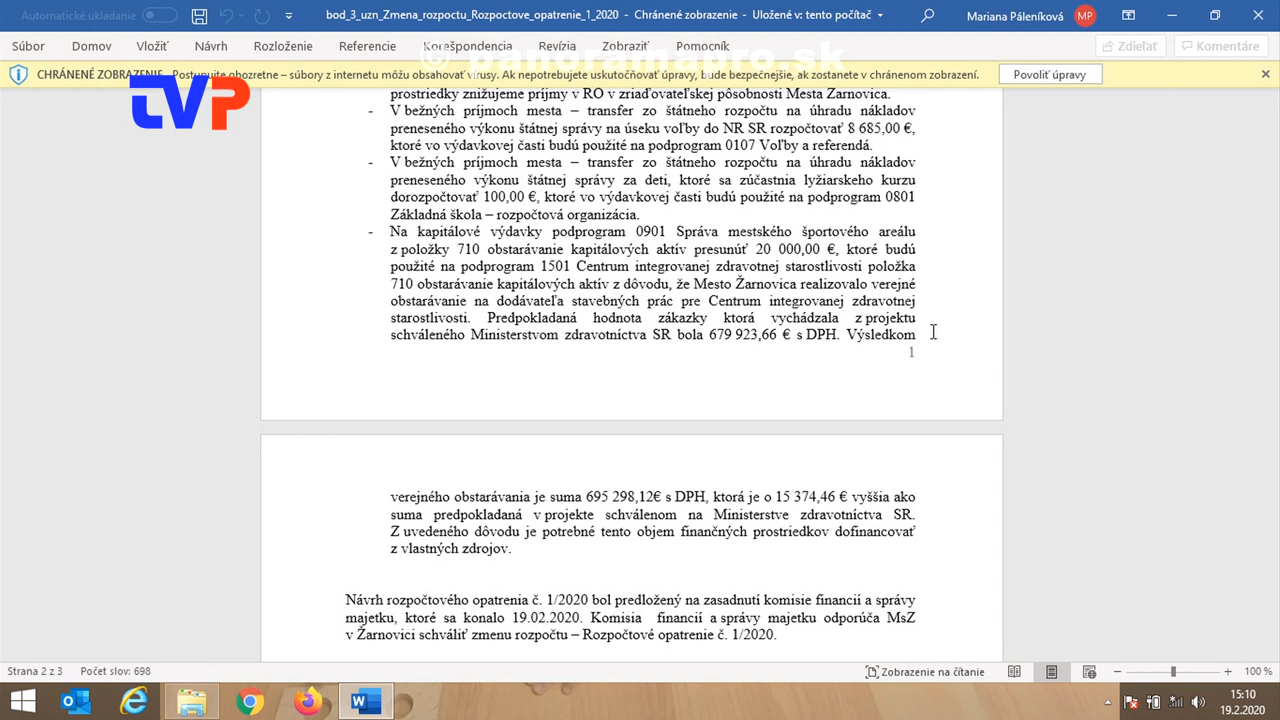 Automatické ukladanie
bod_3_uzn_Zmena_rozpoctu_Rozpoctove_opatrenie_1_2020 - Chránené zobrazenie - Uložené v: tento počítač
Mariana Páleníková
MP
Súbor Domov Vložiť Návrh Rozloženie Referencie Korešpondencia Revízia Zobraziť Pomocník
Zdieľať Komentáre
© panoramapro.sk
CHRÁNENÉ ZOBRAZENIE Postupujte obozretne – súbory z internetu môžu obsahovať vírusy. Ak nepotrebujete uskutočňovať úpravy, bude bezpečnejšie, ak zostanete v chránenom zobrazení.
Povoliť úpravy
TVP
prostriedky znižujeme príjmy v RO v zriaďovateľskej pôsobnosti Mesta Žarnovica.
- V bežných príjmoch mesta – transfer zo štátneho rozpočtu na úhradu nákladov
preneseného výkonu štátnej správy na úseku voľby do NR SR rozpočtovať 8 685,00 €,
ktoré vo výdavkovej časti budú použité na podprogram 0107 Voľby a referendá.
- V bežných príjmoch mesta – transfer zo štátneho rozpočtu na úhradu nákladov
preneseného výkonu štátnej správy za deti, ktoré sa zúčastnia lyžiarskeho kurzu
dorozpočtovať 100,00 €, ktoré vo výdavkovej časti budú použité na podprogram 0801
Základná škola – rozpočtová organizácia.
- Na kapitálové výdavky podprogram 0901 Správa mestského športového areálu
z položky 710 obstarávanie kapitálových aktív presunúť 20 000,00 €, ktoré budú
použité na podprogram 1501 Centrum integrovanej zdravotnej starostlivosti položka
710 obstarávanie kapitálových aktív z dôvodu, že Mesto Žarnovica realizovalo verejné
obstarávanie na dodávateľa stavebných prác pre Centrum integrovanej zdravotnej
starostlivosti. Predpokladaná hodnota zákazky ktorá vychádzala z projektu
schváleného Ministerstvom zdravotníctva SR bola 679 923,66 € s DPH. Výsledkom
1
verejného obstarávania je suma 695 298,12€ s DPH, ktorá je o 15 374,46 € vyššia ako
suma predpokladaná v projekte schválenom na Ministerstve zdravotníctva SR.
Z uvedeného dôvodu je potrebné tento objem finančných prostriedkov dofinancovať
z vlastných zdrojov.
Návrh rozpočtového opatrenia č. 1/2020 bol predložený na zasadnutí komisie financií a správy
majetku, ktoré sa konalo 19.02.2020. Komisia financií a správy majetku odporúča MsZ
v Žarnovici schváliť zmenu rozpočtu – Rozpočtové opatrenie č. 1/2020.
Strana 2 z 3 Počet slov: 698
Zobrazenie na čítanie
100 %
15:10
19.2.2020